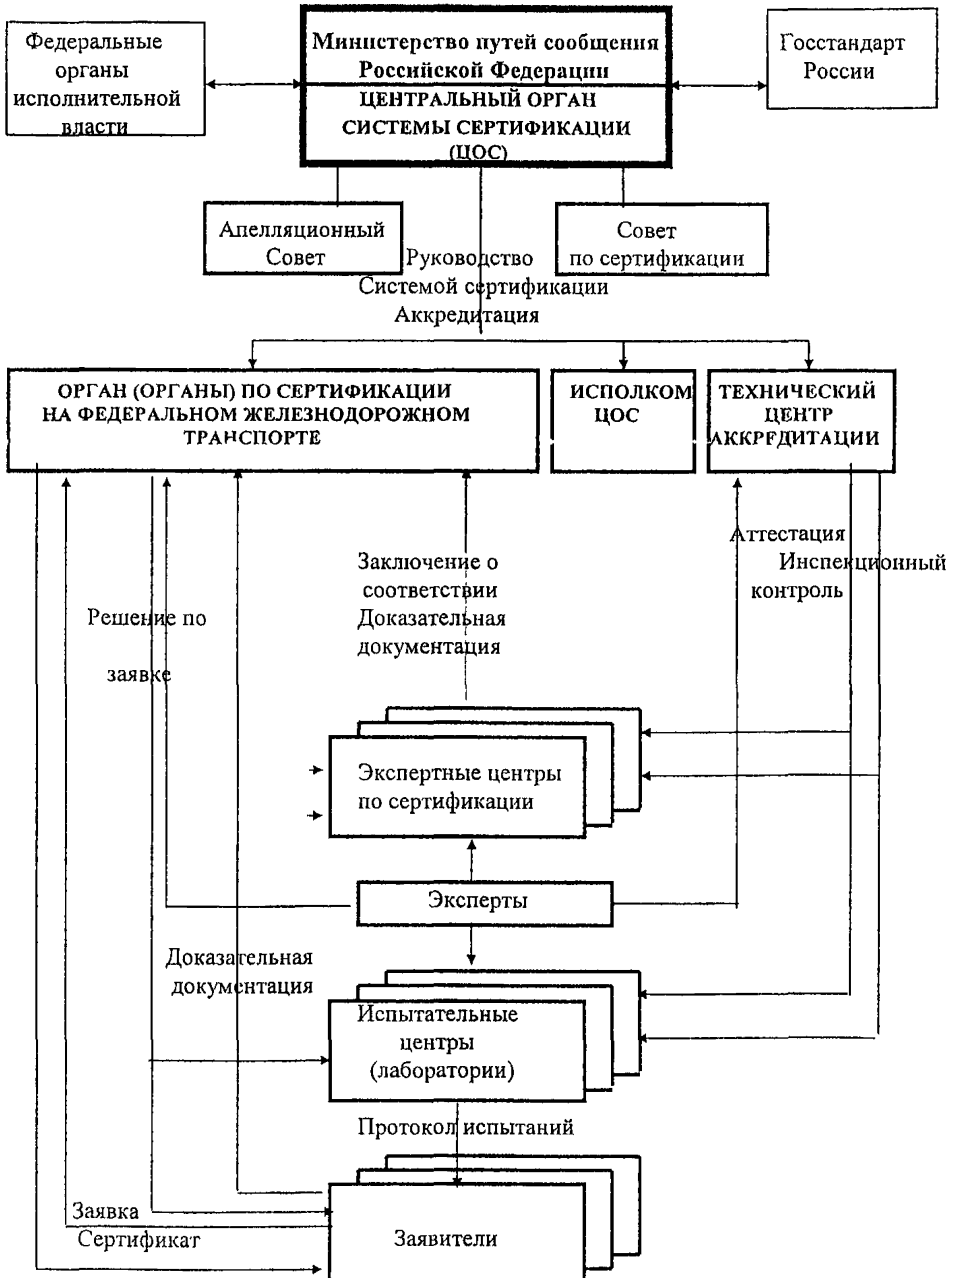 Федеральные
органы
исполнительной
власти
Министерство путей сообщения
Российской Федерации
ЦЕНТРАЛЬНЫЙ ОРГАН
СИСТЕМЫ СЕРТИФИКАЦИИ
(ЦОС)
Госстандарт
России
Апелляционный
Совет
Совет
по сертификации
Руководство
Системой сертификации
Аккредитация
ОРГАН (ОРГАНЫ) ПО СЕРТИФИКАЦИИ
НА ФЕДЕРАЛЬНОМ ЖЕЛЕЗНОДОРОЖНОМ
ТРАНСПОРТЕ
ИСПОЛКОМ
ЦОС
ТЕХНИЧЕСКИЙ
ЦЕНТР
АККРЕДИТАЦИИ
Аттестация
Инспекционный
контроль
Заключение о
соответствии
Доказательная
документация
Решение по
заявке
Экспертные центры
по сертификации
Эксперты
Доказательная
документация
Испытательные
центры
(лаборатории)
Протокол испытаний
Заявка
Сертификат
Заявители